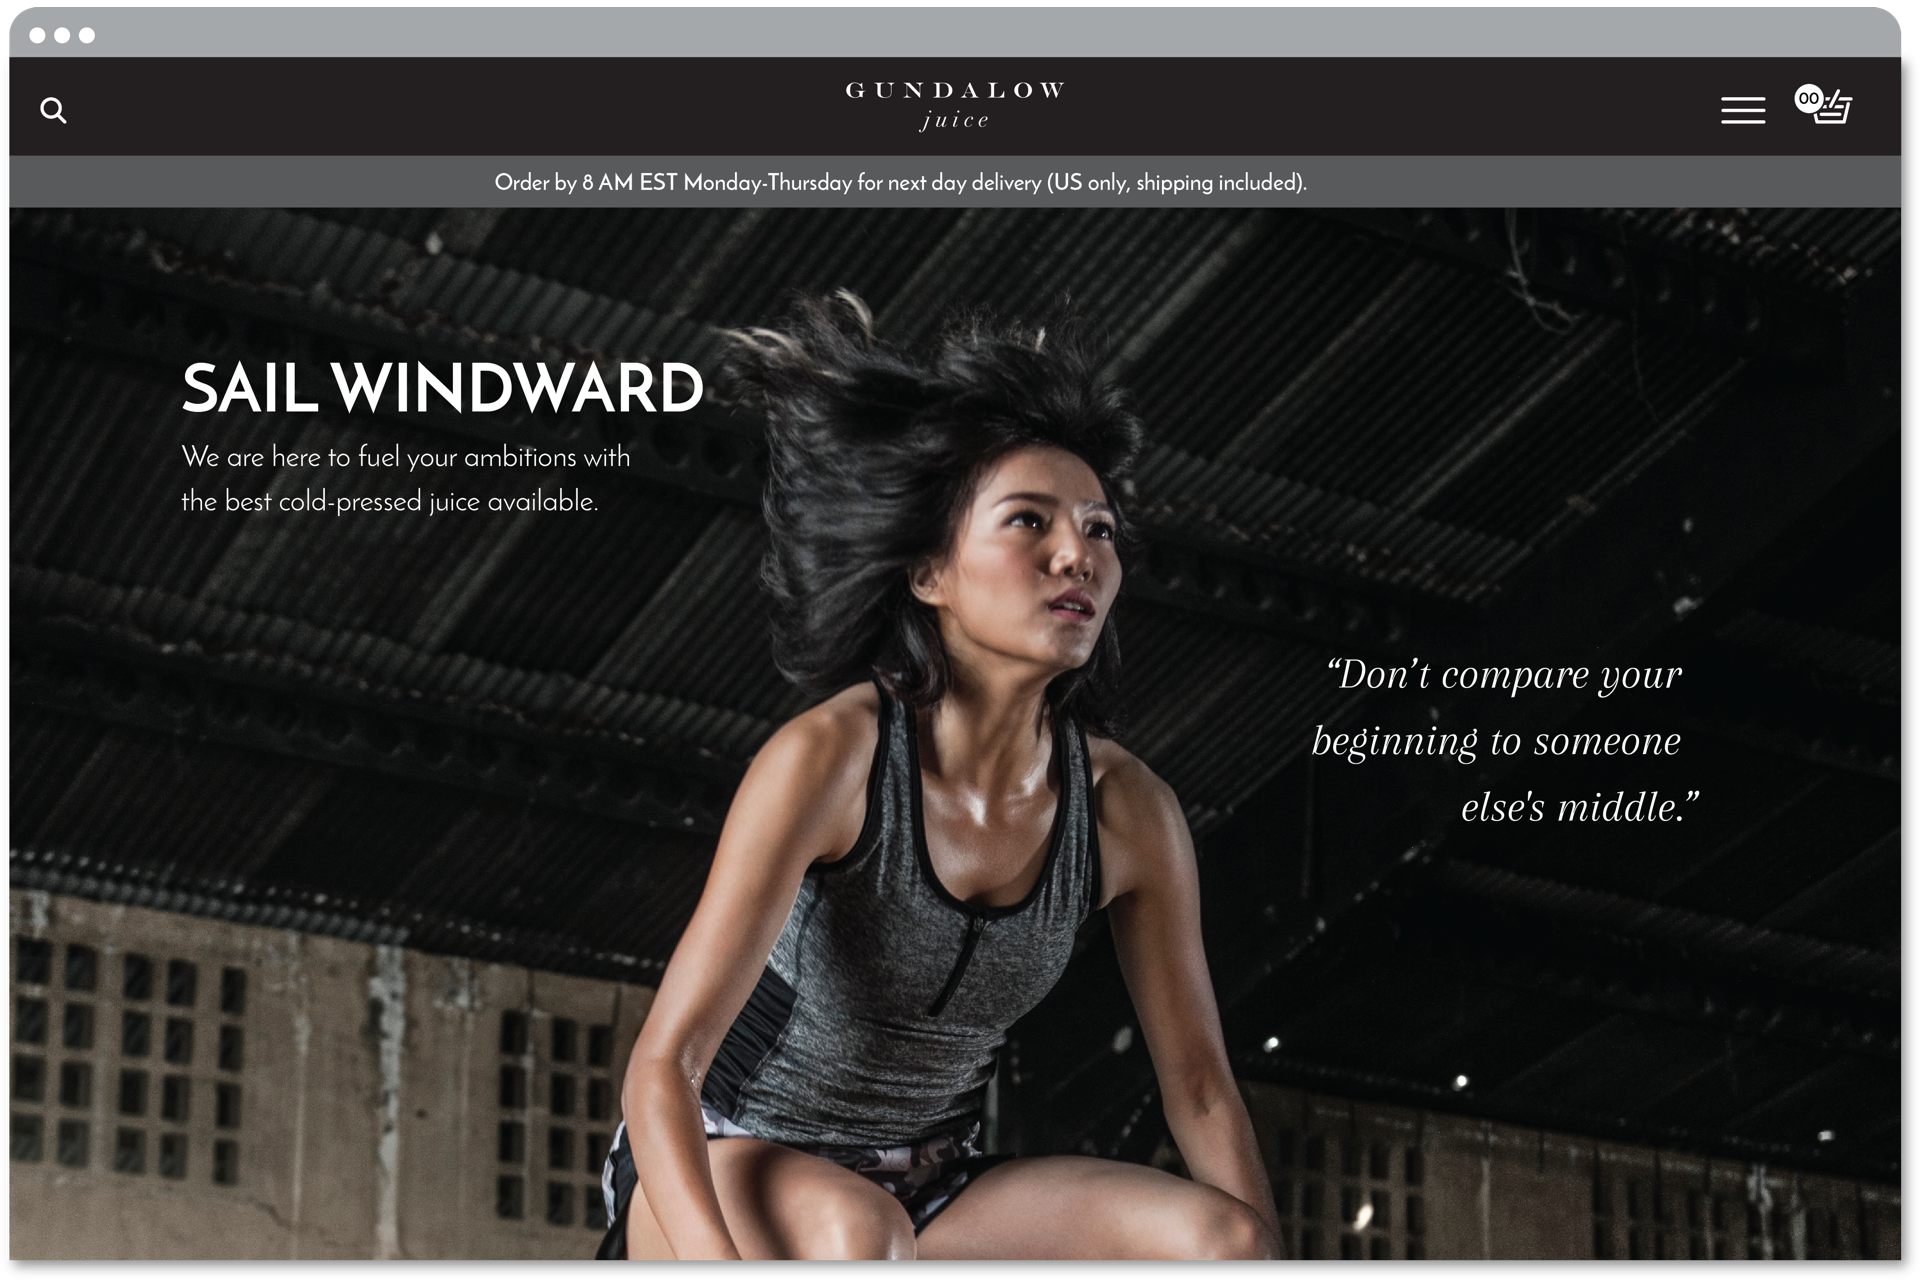 GUNDALOW
juice
00
Order by 8 AM EST Monday-Thursday for next day delivery (US only, shipping included).
SAIL WINDWARD
We are here to fuel your ambitions with
the best cold-pressed juice available.
“Don’t compare your
beginning to someone
else's middle.”